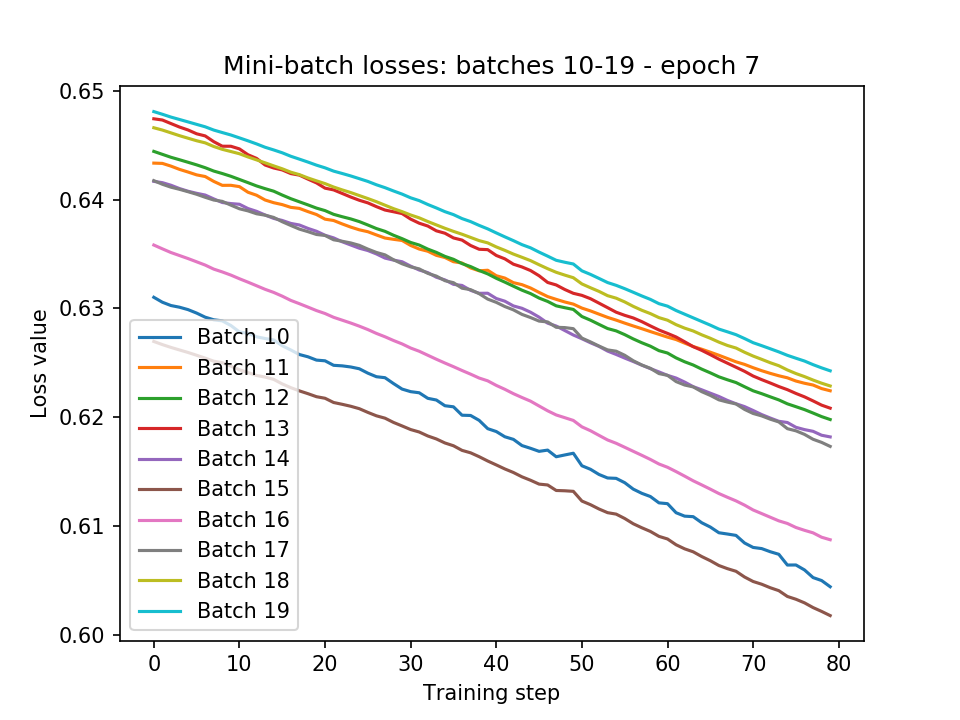 Mini-batch losses: batches 10-19 - epoch 7
0.65
0.64
0.63
0.62
0.61
0.60
Loss value
Batch 10
Batch 11
Batch 12
Batch 13
Batch 14
Batch 15
Batch 16
Batch 17
Batch 18
Batch 19
0 10 20 30 40 50 60 70 80
Training step